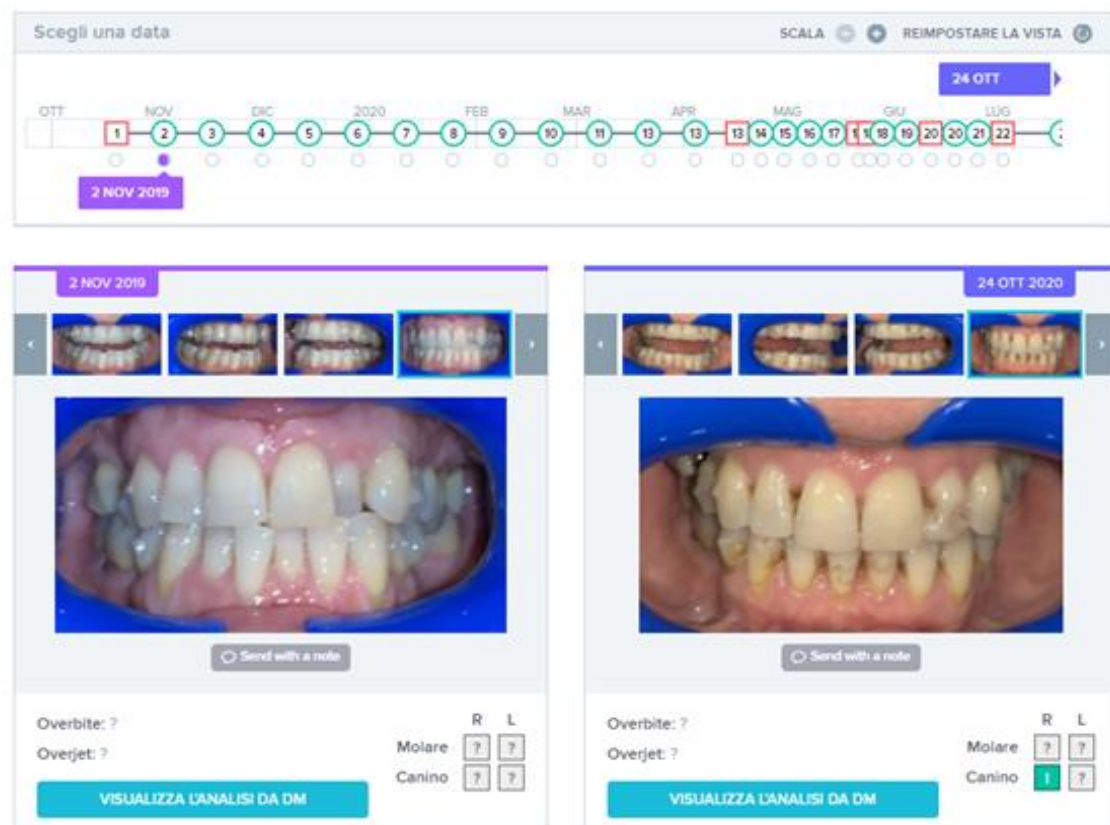 Scegli una data
SCALA REIMPOSTARE LA VISTA
24 OTT
OTT NOV DIC 2020 FEB MAR APR MAG GIU LUG
1 2 3 4 5 6 7 8 9 10 11 13 13 13 14 15 16 17 18 19 20 20 21 22
2 NOV 2019
2 NOV 2019
Send with a note
Overbite: ?
Overjet: ?
R L
Molare ? ?
Canino ? ?
VISUALIZZA L'ANALISI DA DM
24 OTT 2020
Send with a note
Overbite: ?
Overjet: ?
R L
Molare ? ?
Canino I ?
VISUALIZZA L'ANALISI DA DM